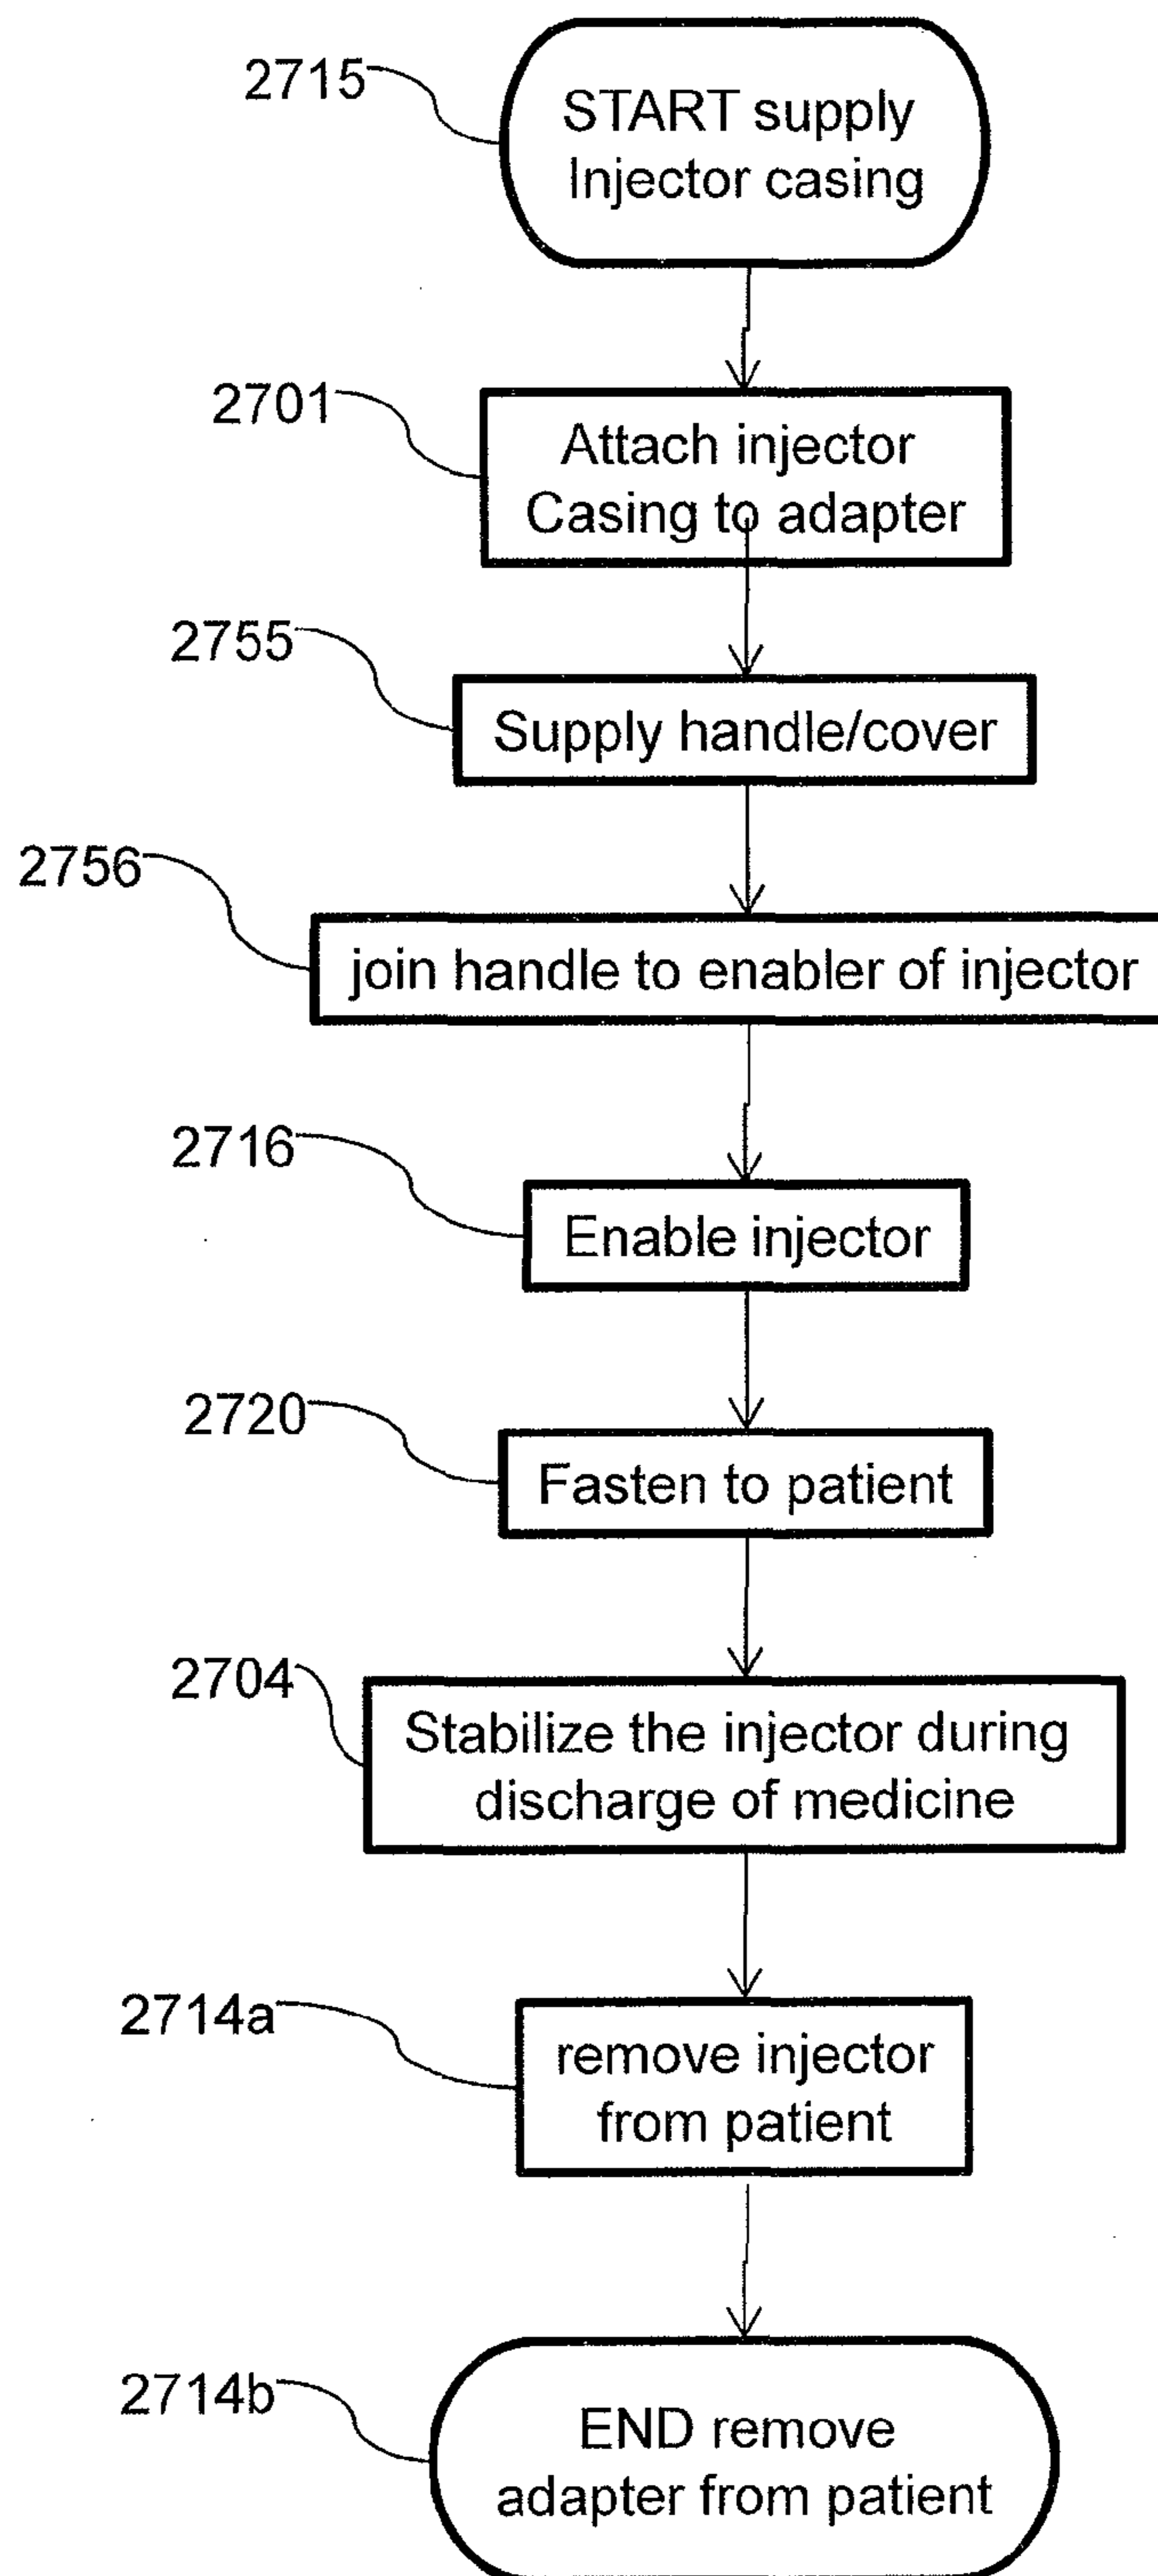 2715
START supply
Injector casing
2701
Attach injector
Casing to adapter
2755
Supply handle/cover
2756
join handle to enabler of injector
2716
Enable injector
2720
Fasten to patient
2704
Stabilize the injector during
discharge of medicine
2714a
remove injector
from patient
2714b
END remove
adapter from patient